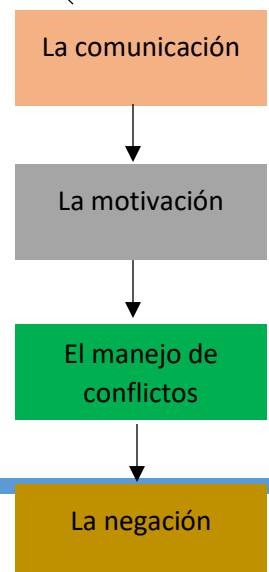 La comunicación
La motivación
El manejo de
conflictos
La negación